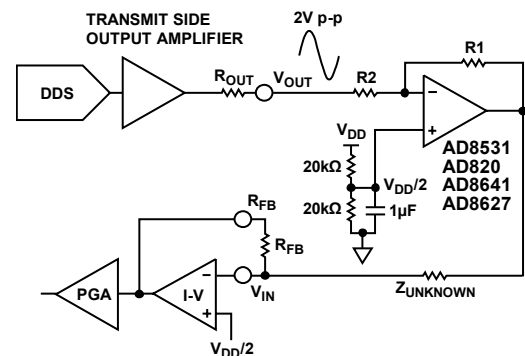 TRANSMIT SIDE
OUTPUT AMPLIFIER
2V p-p
DDS
ROUT
VOUT
R2
R1
VDD
20kΩ
VDD/2
20kΩ
1µF
AD8531
AD820
AD8641
AD8627
RFB
RFB
PGA
I-V
VIN
ZUNKNOWN
VDD/2